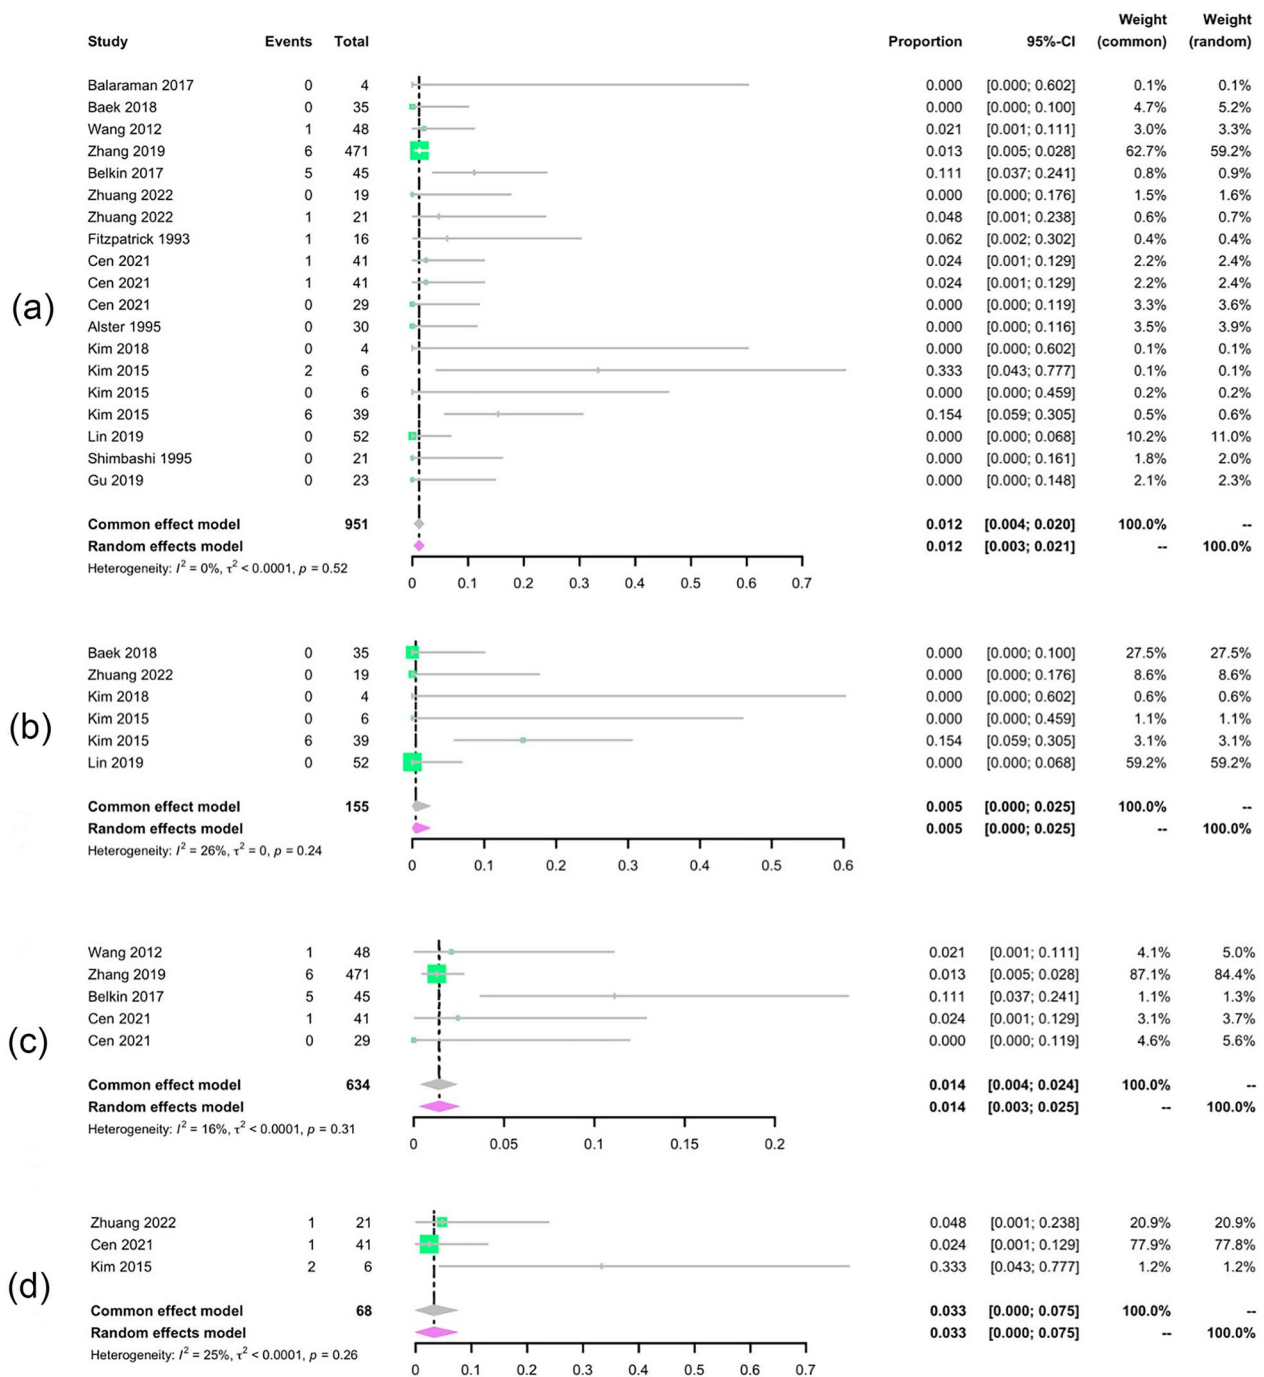 Weight Weight
Study Events Total Proportion 95%-CI (common) (random)
Balaraman 2017 0 4 0.000 [0.000; 0.602] 0.1% 0.1%
Baek 2018 0 35 0.000 [0.000; 0.100] 4.7% 5.2%
Wang 2012 1 48 0.021 [0.001; 0.111] 3.0% 3.3%
Zhang 2019 6 471 0.013 [0.005; 0.028] 62.7% 59.2%
Belkin 2017 5 45 0.111 [0.037; 0.241] 0.8% 0.9%
Zhuang 2022 0 19 0.000 [0.000; 0.176] 1.5% 1.6%
Zhuang 2022 1 21 0.048 [0.001; 0.238] 0.6% 0.7%
Fitzpatrick 1993 1 16 0.062 [0.002; 0.302] 0.4% 0.4%
Cen 2021 1 41 0.024 [0.001; 0.129] 2.2% 2.4%
Cen 2021 1 41 0.024 [0.001; 0.129] 2.2% 2.4%
(a) Cen 2021 0 29 0.000 [0.000; 0.119] 3.3% 3.6%
Alster 1995 0 30 0.000 [0.000; 0.116] 3.5% 3.9%
Kim 2018 0 4 0.000 [0.000; 0.602] 0.1% 0.1%
Kim 2015 2 6 0.333 [0.043; 0.777] 0.1% 0.1%
Kim 2015 0 6 0.000 [0.000; 0.459] 0.2% 0.2%
Kim 2015 6 39 0.154 [0.059; 0.305] 0.5% 0.6%
Lin 2019 0 52 0.000 [0.000; 0.068] 10.2% 11.0%
Shimbashi 1995 0 21 0.000 [0.000; 0.161] 1.8% 2.0%
Gu 2019 0 23 0.000 [0.000; 0.148] 2.1% 2.3%
Common effect model 951 0.012 [0.004; 0.020] 100.0% --
Random effects model 0.012 [0.003; 0.021] -- 100.0%
Heterogeneity: I² = 0%, τ² < 0.0001, p = 0.52
0 0.1 0.2 0.3 0.4 0.5 0.6 0.7
Baek 2018 0 35 0.000 [0.000; 0.100] 27.5% 27.5%
Zhuang 2022 0 19 0.000 [0.000; 0.176] 8.6% 8.6%
Kim 2018 0 4 0.000 [0.000; 0.602] 0.6% 0.6%
(b) Kim 2015 0 6 0.000 [0.000; 0.459] 1.1% 1.1%
Kim 2015 6 39 0.154 [0.059; 0.305] 3.1% 3.1%
Lin 2019 0 52 0.000 [0.000; 0.068] 59.2% 59.2%
Common effect model 155 0.005 [0.000; 0.025] 100.0% --
Random effects model 0.005 [0.000; 0.025] -- 100.0%
Heterogeneity: I² = 26%, τ² = 0, p = 0.24
0 0.1 0.2 0.3 0.4 0.5 0.6
Wang 2012 1 48 0.021 [0.001; 0.111] 4.1% 5.0%
Zhang 2019 6 471 0.013 [0.005; 0.028] 87.1% 84.4%
Belkin 2017 5 45 0.111 [0.037; 0.241] 1.1% 1.3%
Cen 2021 1 41 0.024 [0.001; 0.129] 3.1% 3.7%
(c) Cen 2021 0 29 0.000 [0.000; 0.119] 4.6% 5.6%
Common effect model 634 0.014 [0.004; 0.024] 100.0% --
Random effects model 0.014 [0.003; 0.025] -- 100.0%
Heterogeneity: I² = 16%, τ² < 0.0001, p = 0.31
0 0.05 0.1 0.15 0.2
Zhuang 2022 1 21 0.048 [0.001; 0.238] 20.9% 20.9%
Cen 2021 1 41 0.024 [0.001; 0.129] 77.9% 77.8%
(d) Kim 2015 2 6 0.333 [0.043; 0.777] 1.2% 1.2%
Common effect model 68 0.033 [0.000; 0.075] 100.0% --
Random effects model 0.033 [0.000; 0.075] -- 100.0%
Heterogeneity: I² = 25%, τ² < 0.0001, p = 0.26
0 0.1 0.2 0.3 0.4 0.5 0.6 0.7